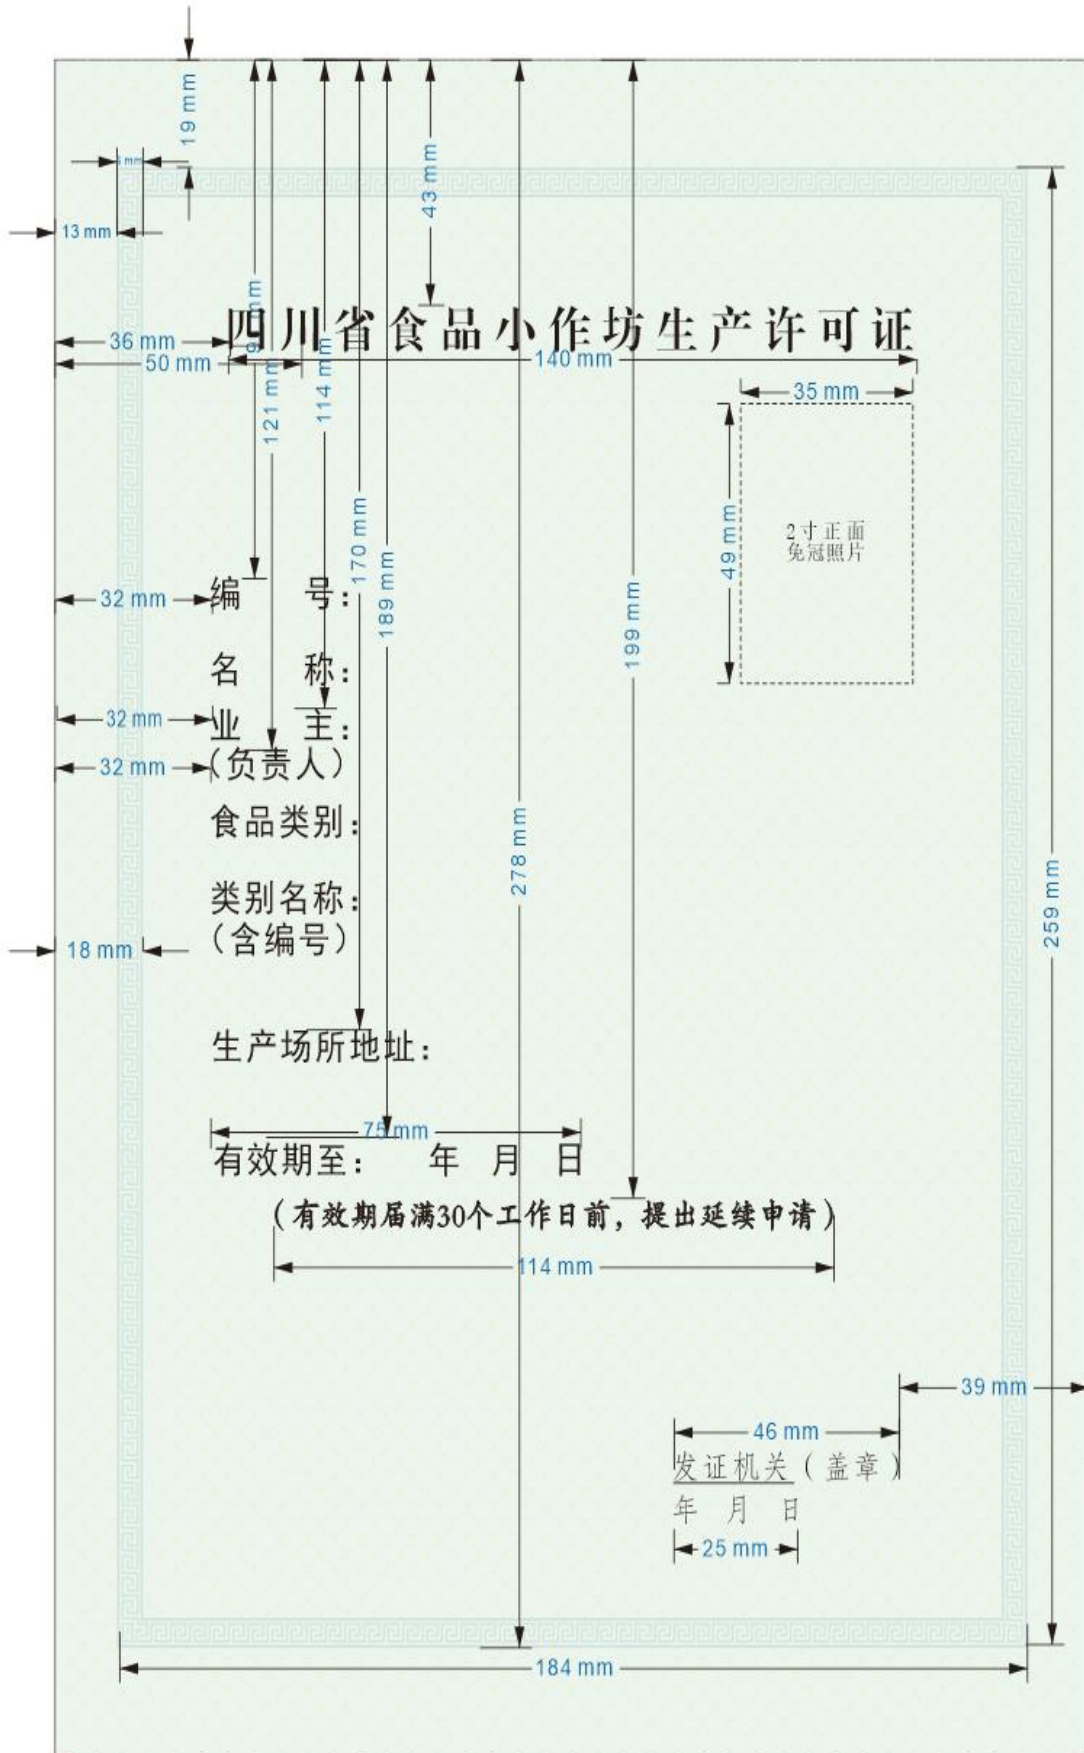 19 mm
mm
43 mm
13 mm
四川省食品小作坊生产许可证
36 mm
140 mm
50 mm
114 mm
121 mm
35 mm
49 mm
2寸正面
免冠照片
170 mm
189 mm
199 mm
编 号：
32 mm
名 称：
业 主：
32 mm
（负责人）
32 mm
食品类别：
278 mm
类别名称：
（含编号）
259 mm
18 mm
生产场所地址：
75 mm
有效期至： 年 月 日
（有效期届满30个工作日前，提出延续申请）
114 mm
39 mm
46 mm
发证机关（盖章）
年 月 日
25 mm
184 mm